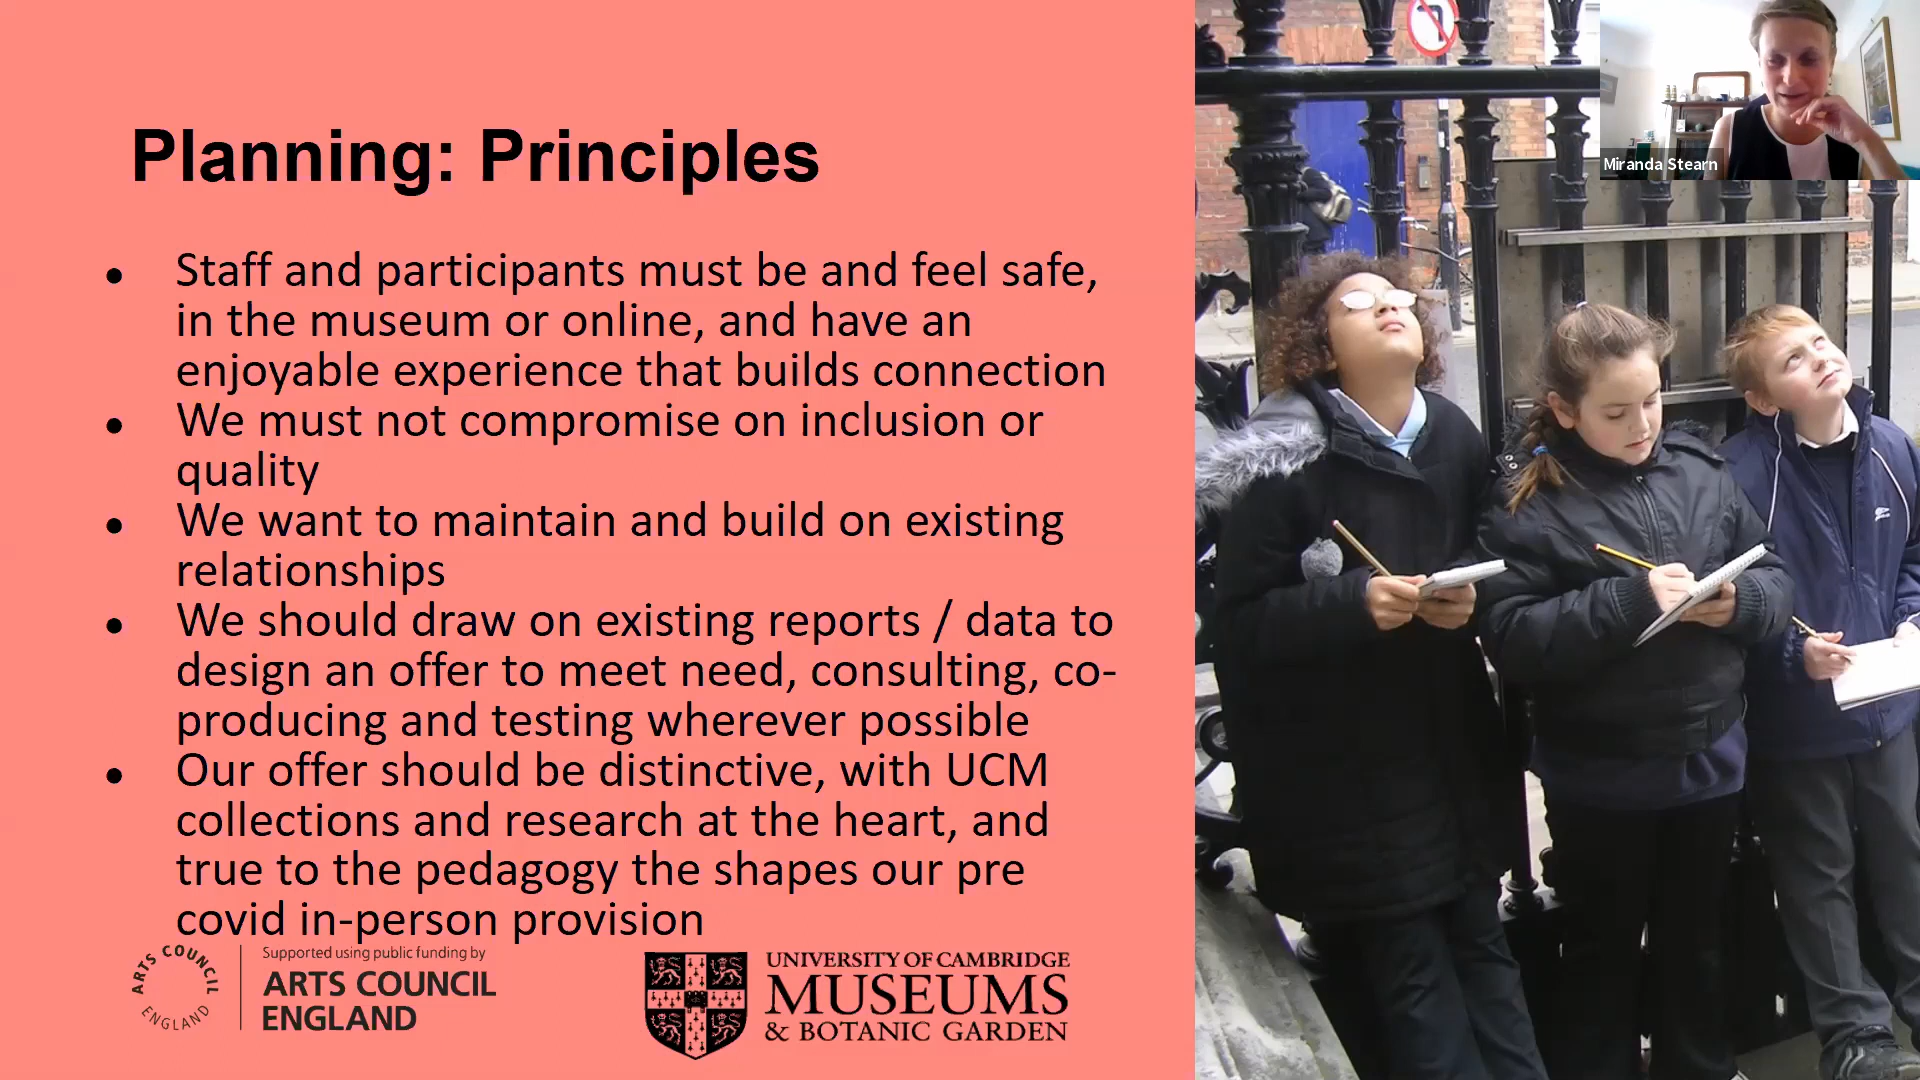 Planning: Principles
• Staff and participants must be and feel safe,
in the museum or online, and have an
enjoyable experience that builds connection
• We must not compromise on inclusion or
quality
• We want to maintain and build on existing
relationships
• We should draw on existing reports / data to
design an offer to meet need, consulting, co-
producing and testing wherever possible
• Our offer should be distinctive, with UCM
collections and research at the heart, and
true to the pedagogy the shapes our pre
covid in-person provision
ARTS COUNCIL
ENGLAND
Supported using public funding by
ARTS COUNCIL
ENGLAND
UNIVERSITY OF CAMBRIDGE
MUSEUMS
& BOTANIC GARDEN
Miranda Stearn